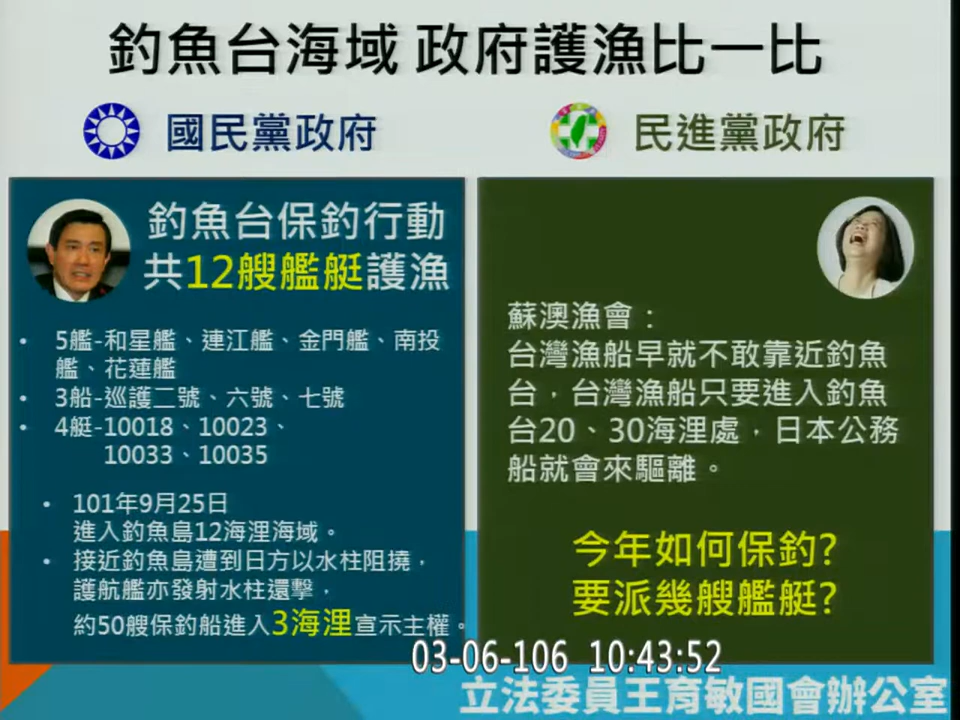 釣魚台海域 政府護漁比一比
國民黨政府
民進黨政府
釣魚台保釣行動
共12艘艦艇護漁
• 5艦-和星艦、連江艦、金門艦、南投
艦、花蓮艦
• 3船-巡護二號、六號、七號
• 4艇-10018、10023、
10033、10035
• 101年9月25日
進入釣魚島12海浬海域。
• 接近釣魚島遭到日方以水柱阻撓，
護航艦亦發射水柱還擊，
約50艘保釣船進入3海浬宣示主權。
蘇澳漁會：
台灣漁船早就不敢靠近釣魚
台，台灣漁船只要進入釣魚
台20、30海浬處，日本公務
船就會來驅離。
今年如何保釣?
要派幾艘艦艇?
03-06-106 10:43:52
立法委員王育敏國會辦公室